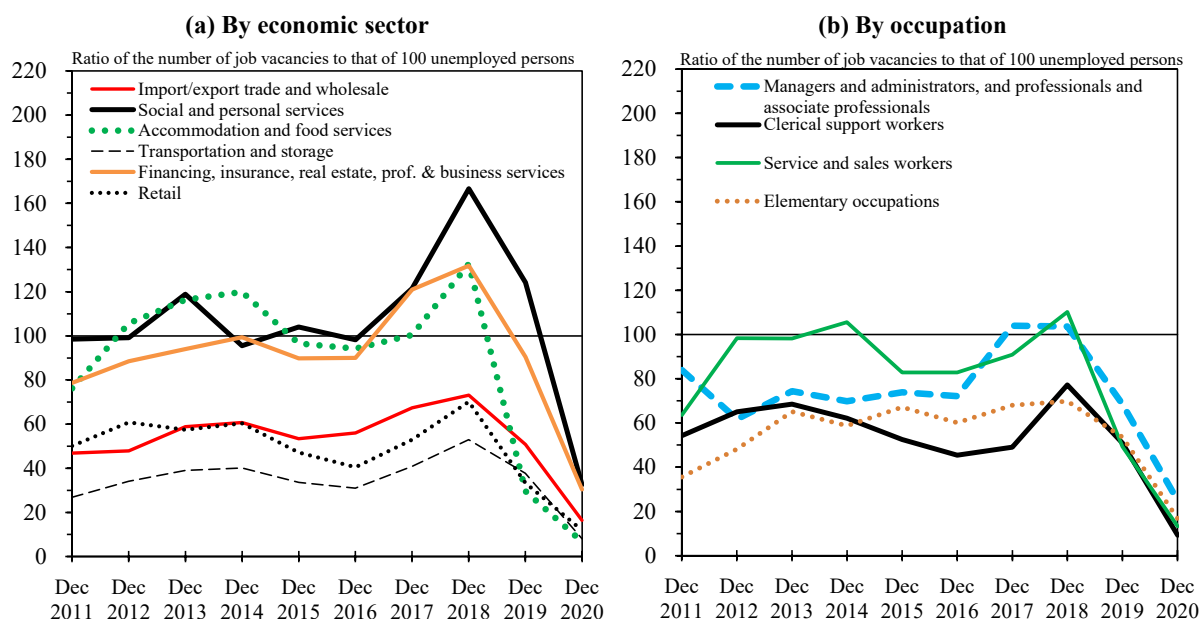 (a) By economic sector
Ratio of the number of job vacancies to that of 100 unemployed persons
220
200
180
160
140
120
100
80
60
40
20
0
Import/export trade and wholesale
Social and personal services
Accommodation and food services
Transportation and storage
Financing, insurance, real estate, prof. & business services
Retail
Dec Dec Dec Dec Dec Dec Dec Dec Dec Dec
2011 2012 2013 2014 2015 2016 2017 2018 2019 2020
(b) By occupation
Ratio of the number of job vacancies to that of 100 unemployed persons
220
200
180
160
140
120
100
80
60
40
20
0
Managers and administrators, and professionals and
associate professionals
Clerical support workers
Service and sales workers
Elementary occupations
Dec Dec Dec Dec Dec Dec Dec Dec Dec Dec
2011 2012 2013 2014 2015 2016 2017 2018 2019 2020